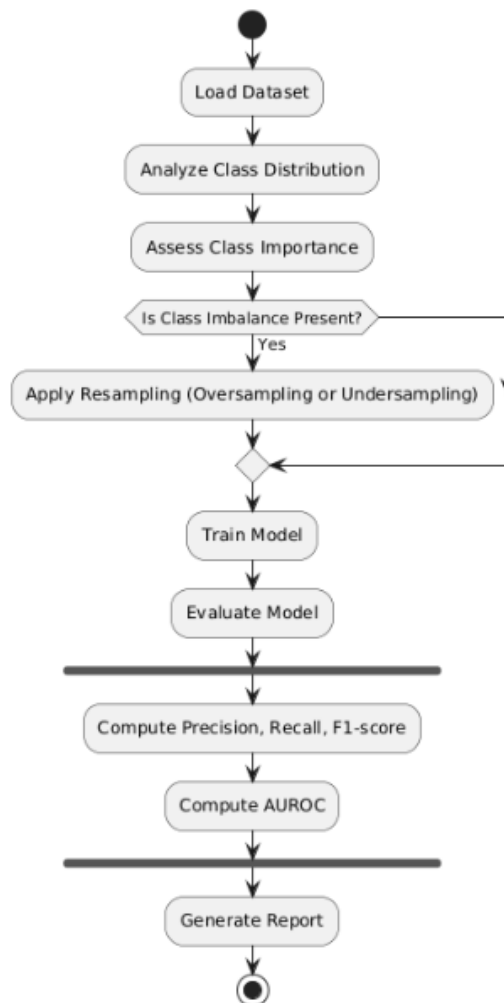 Load Dataset
Analyze Class Distribution
Assess Class Importance
Is Class Imbalance Present?
Yes
Apply Resampling (Oversampling or Undersampling)
Train Model
Evaluate Model
Compute Precision, Recall, F1-score
Compute AUROC
Generate Report